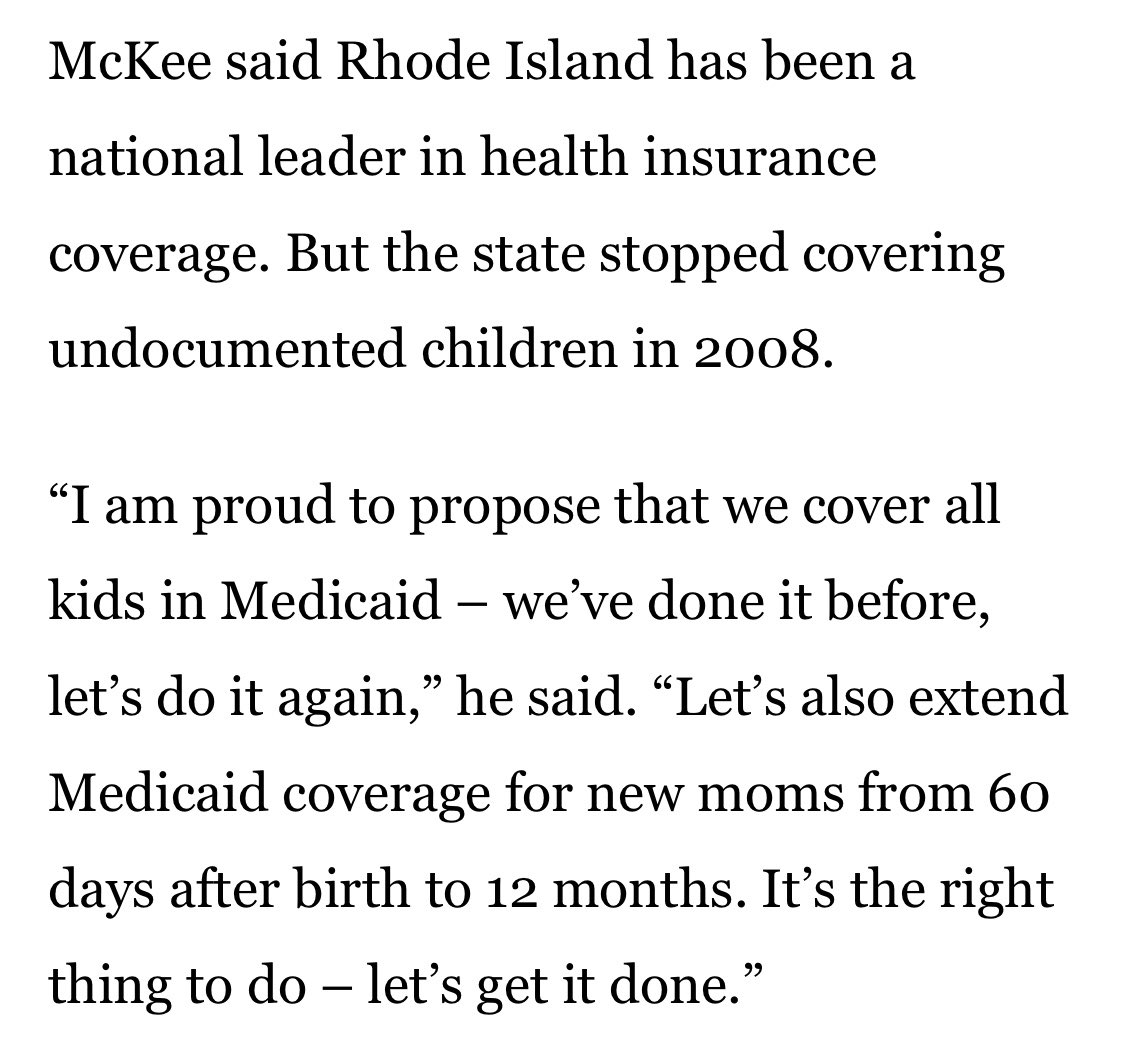 McKee said Rhode Island has been a
national leader in health insurance
coverage. But the state stopped covering
undocumented children in 2008.
“I am proud to propose that we cover all
kids in Medicaid – we’ve done it before,
let’s do it again,” he said. “Let’s also extend
Medicaid coverage for new moms from 60
days after birth to 12 months. It’s the right
thing to do – let’s get it done.”